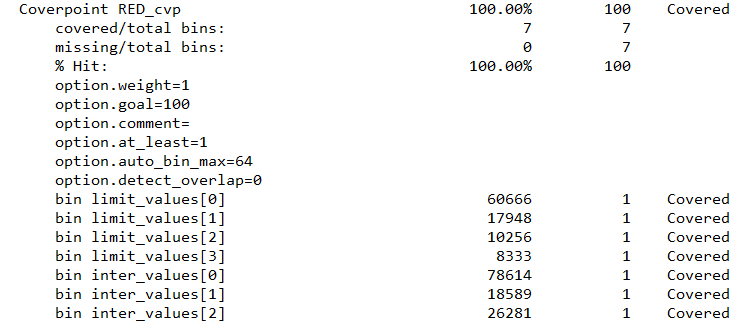 Coverpoint RED_cvp 100.00% 100 Covered
covered/total bins: 7 7
missing/total bins: 0 7
% Hit: 100.00% 100
option.weight=1
option.goal=100
option.comment=
option.at_least=1
option.auto_bin_max=64
option.detect_overlap=0
bin limit_values[0] 60666 1 Covered
bin limit_values[1] 17948 1 Covered
bin limit_values[2] 10256 1 Covered
bin limit_values[3] 8333 1 Covered
bin inter_values[0] 78614 1 Covered
bin inter_values[1] 18589 1 Covered
bin inter_values[2] 26281 1 Covered